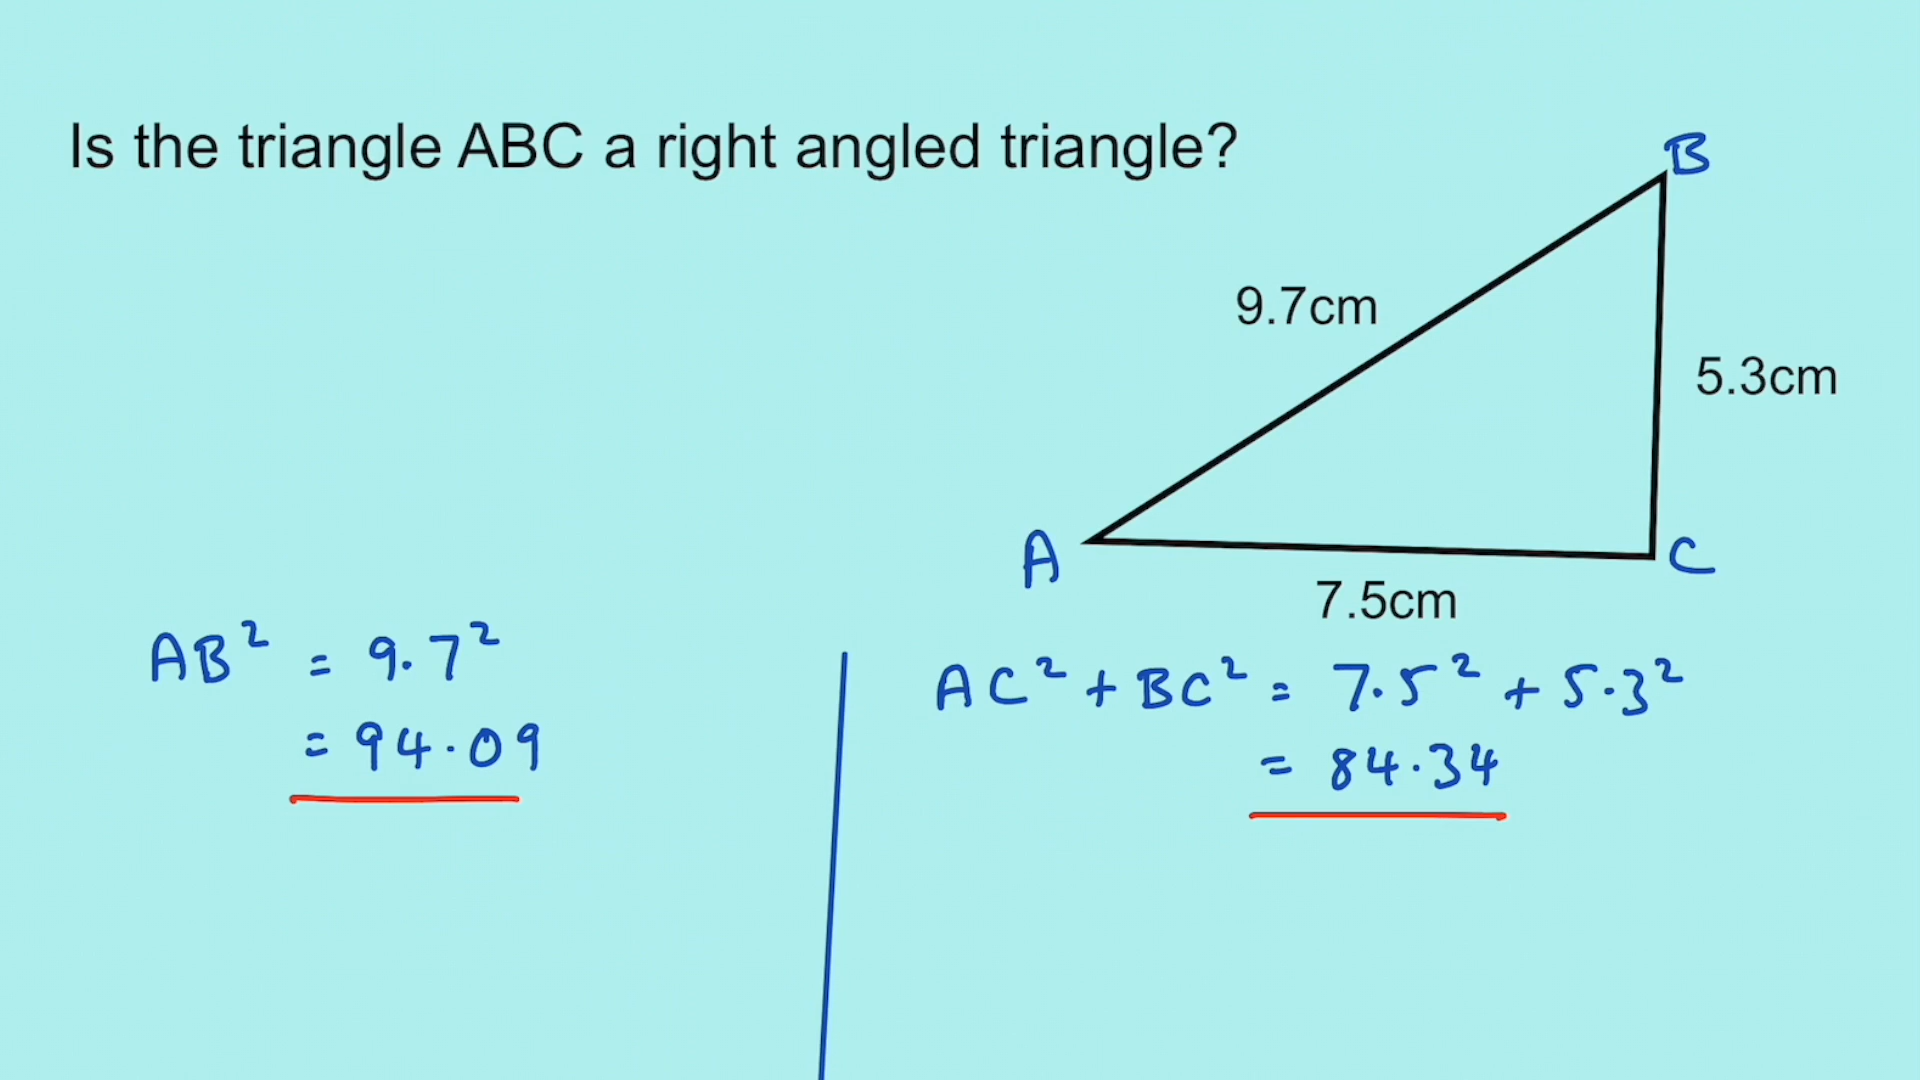 Is the triangle ABC a right angled triangle?
B
9.7cm
5.3cm
A
C
7.5cm
AB² = 9.7²
= 94.09
AC² + BC² = 7.5² + 5.3²
= 84.34